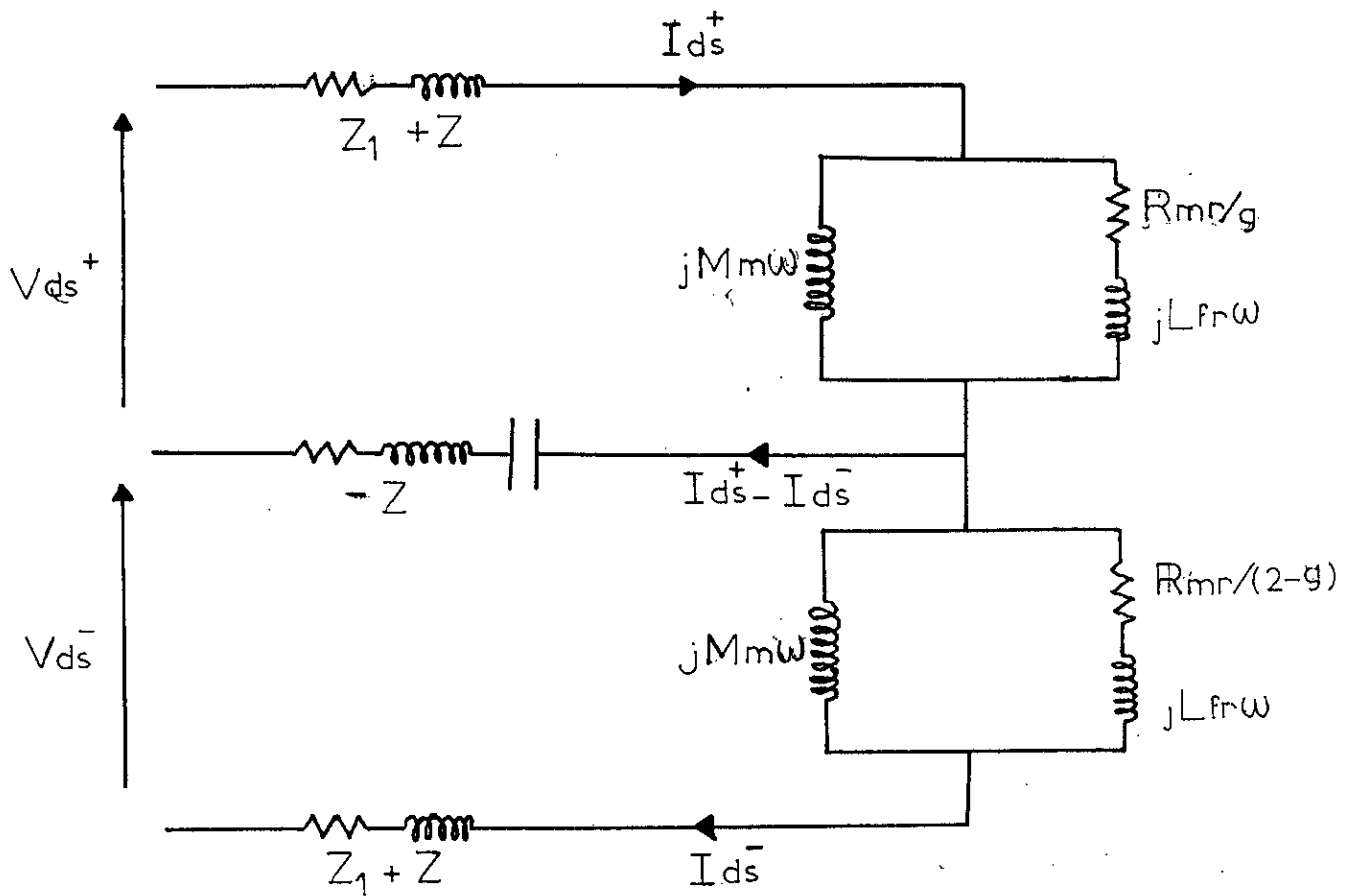 Ids+
Z1 + Z
Rmr/g
jMmω
Vds+
jLfrω
Ids+ - Ids-
- Z
Rmr/(2-g)
jMmω
Vds-
jLfrω
Z1 + Z
Ids-